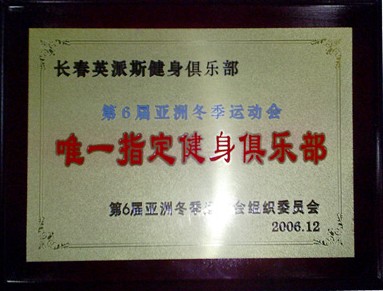 长春英派斯健身俱乐部
第6届亚洲冬季运动会
唯一指定健身俱乐部
第6届亚洲冬季 会组织委员会
2006.12